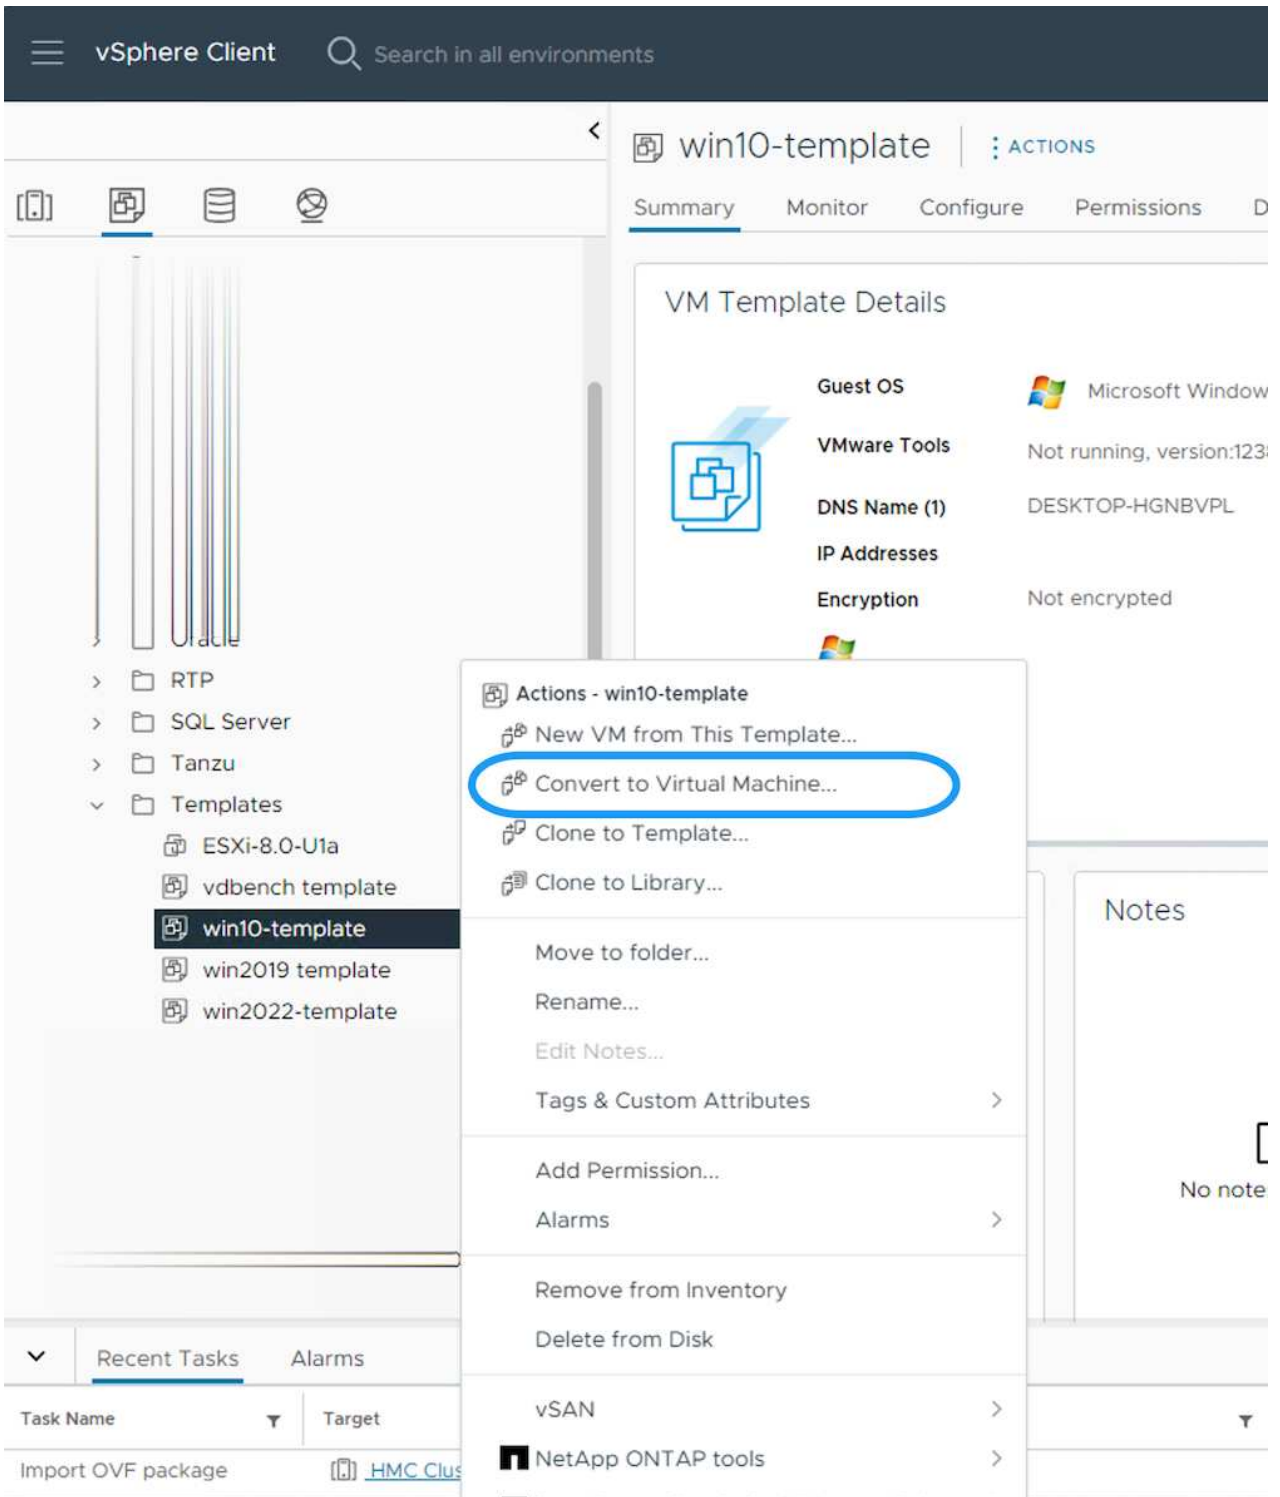 vSphere Client
Search in all environments
win10-template
ACTIONS
Summary Monitor Configure Permissions D
VM Template Details
Guest OS Microsoft Window
VMware Tools Not running, version:123
DNS Name (1) DESKTOP-HGNBVPL
IP Addresses
Encryption Not encrypted
Oracle
RTP
SQL Server
Tanzu
Templates
ESXi-8.0-U1a
vdbench template
win10-template
win2019 template
win2022-template
Actions - win10-template
New VM from This Template...
Convert to Virtual Machine...
Clone to Template...
Clone to Library...
Move to folder...
Rename...
Edit Notes...
Tags & Custom Attributes
Add Permission...
Alarms
Remove from Inventory
Delete from Disk
vSAN
NetApp ONTAP tools
Notes
No note
Recent Tasks Alarms
Task Name Target
Import OVF package HMC Clus